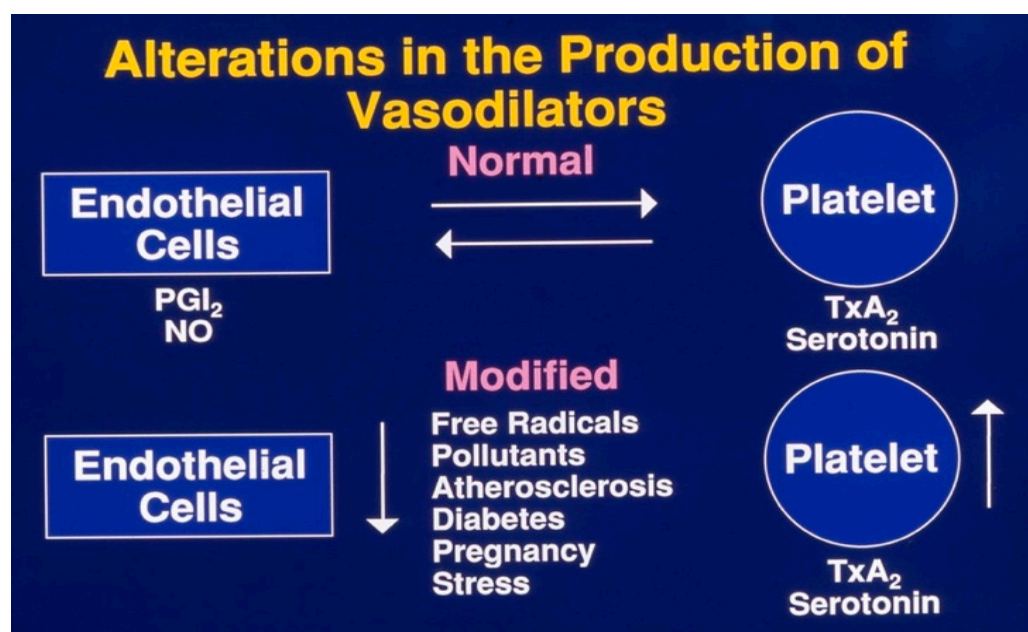 Alterations in the Production of
Vasodilators
Normal
Endothelial
Cells
PGI₂
NO
Platelet
TxA₂
Serotonin
Modified
Endothelial
Cells
Free Radicals
Pollutants
Atherosclerosis
Diabetes
Pregnancy
Stress
Platelet
TxA₂
Serotonin